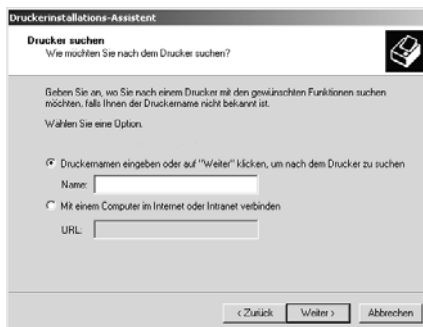 Druckerinstallations-Assistent
Drucker suchen
Wie möchten Sie nach dem Drucker suchen?
Geben Sie an, wo Sie nach einem Drucker mit den gewünschten Funktionen suchen
möchten, falls Ihnen der Druckername nicht bekannt ist.
Wählen Sie eine Option.
Druckernamen eingeben oder auf "Weiter" klicken, um nach dem Drucker zu suchen
Name:
Mit einem Computer im Internet oder Intranet verbinden
URL:
< Zurück Weiter > Abbrechen